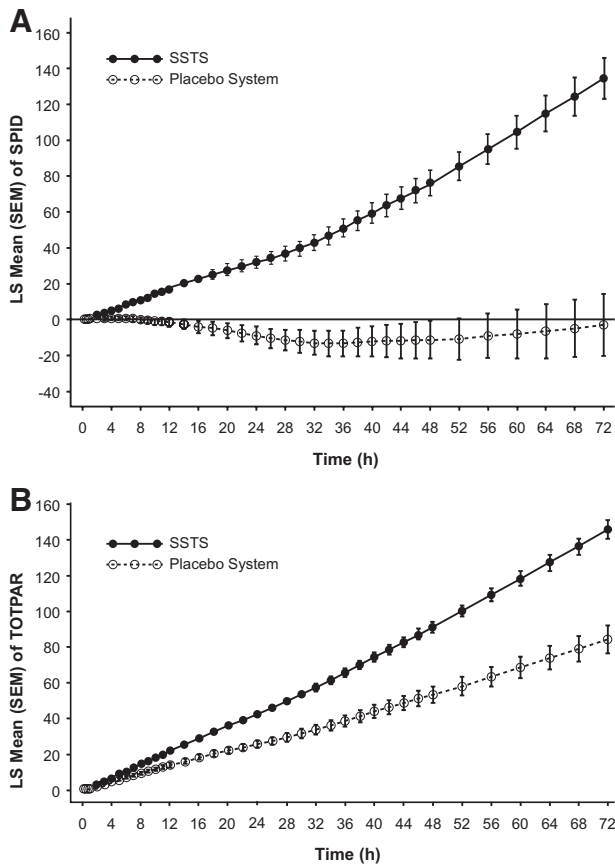 A
LS Mean (SEM) of SPID
160
140
120
100
80
60
40
20
0
-20
-40
SSTS
Placebo System
0 4 8 12 16 20 24 28 32 36 40 44 48 52 56 60 64 68 72
Time (h)
B
LS Mean (SEM) of TOTPAR
160
140
120
100
80
60
40
20
0
SSTS
Placebo System
0 4 8 12 16 20 24 28 32 36 40 44 48 52 56 60 64 68 72
Time (h)